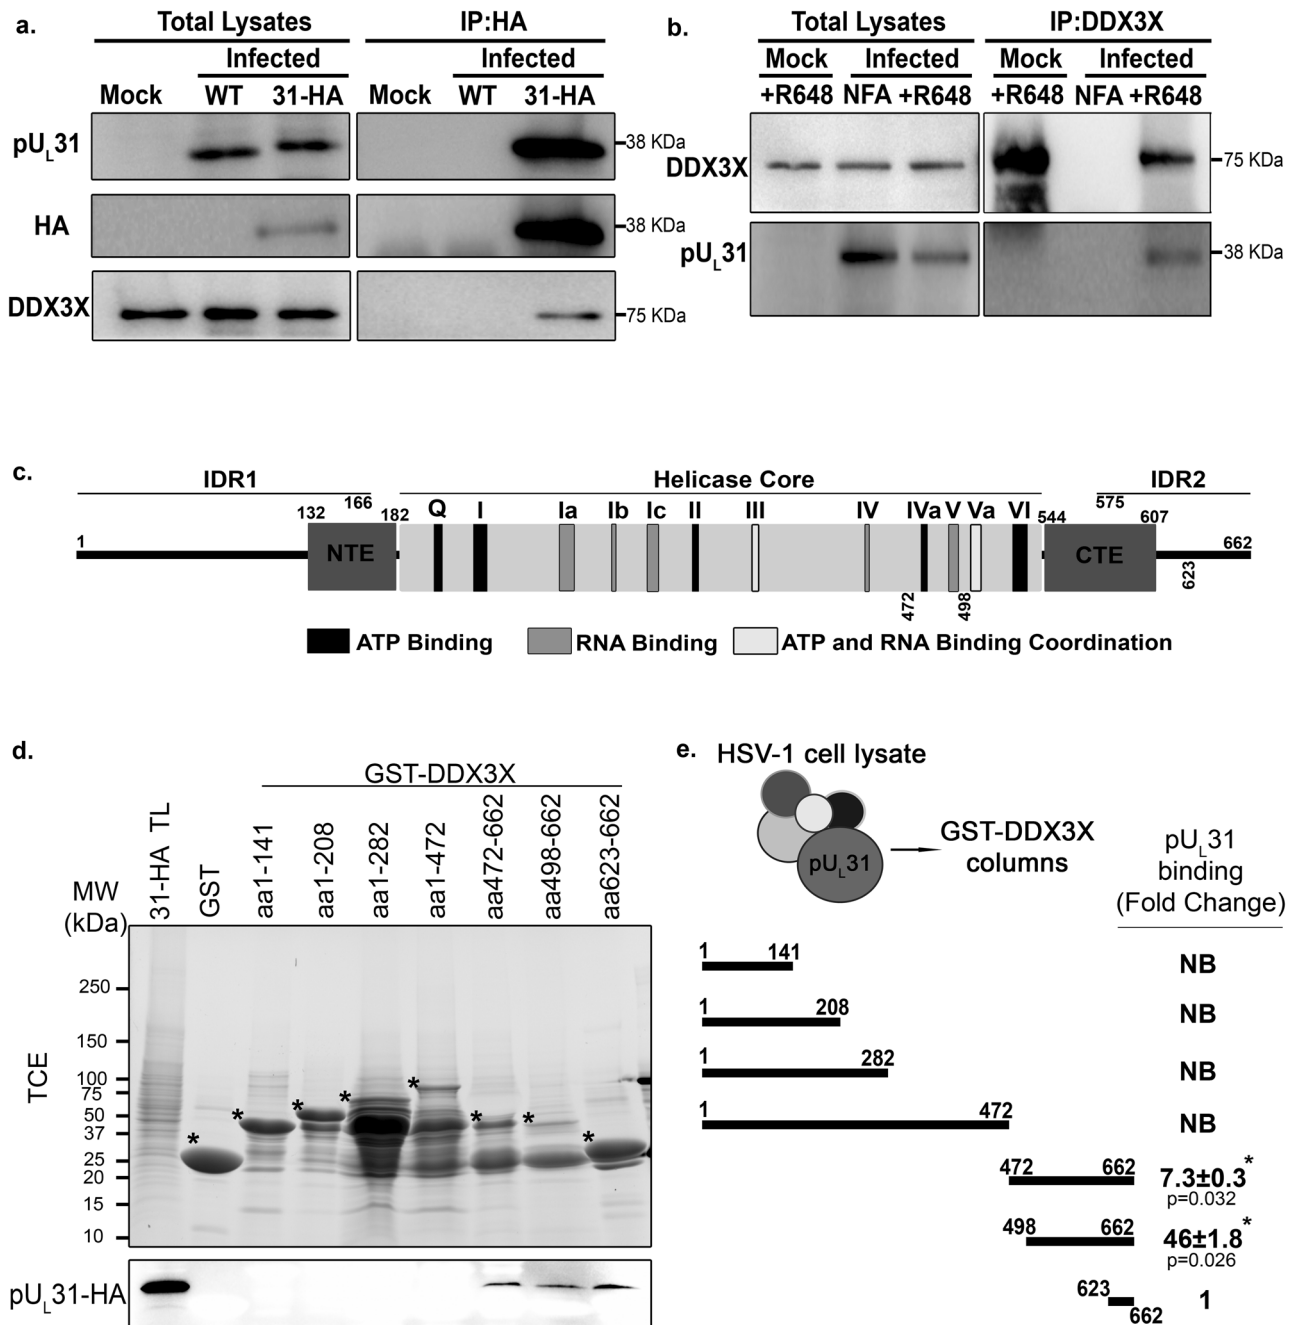 a.
Total Lysates
IP:HA
Infected
Infected
Mock WT 31-HA
Mock WT 31-HA
pUL31
38 KDa
HA
38 KDa
DDX3X
75 KDa
b.
Total Lysates
IP:DDX3X
Mock Infected
Mock Infected
+R648 NFA +R648
+R648 NFA +R648
DDX3X
75 KDa
pUL31
38 KDa
c.
IDR1
Helicase Core
IDR2
132 166 182
Q I Ia Ib Ic II III IV IVa V Va VI
544 575 607
1
NTE
CTE
662
472
498
623
ATP Binding
RNA Binding
ATP and RNA Binding Coordination
d.
GST-DDX3X
MW
(kDa)
31-HA TL
GST
aa1-141
aa1-208
aa1-282
aa1-472
aa472-662
aa498-662
aa623-662
TCE
250
150
100
75
50
37
25
20
15
10
* * * * * * * *
pUL31-HA
e.
HSV-1 cell lysate
pUL31
GST-DDX3X
columns
pUL31
binding
(Fold Change)
1 141 NB
1 208 NB
1 282 NB
1 472 NB
472 662 7.3±0.3*
p=0.032
498 662 46±1.8*
p=0.026
623 662 1